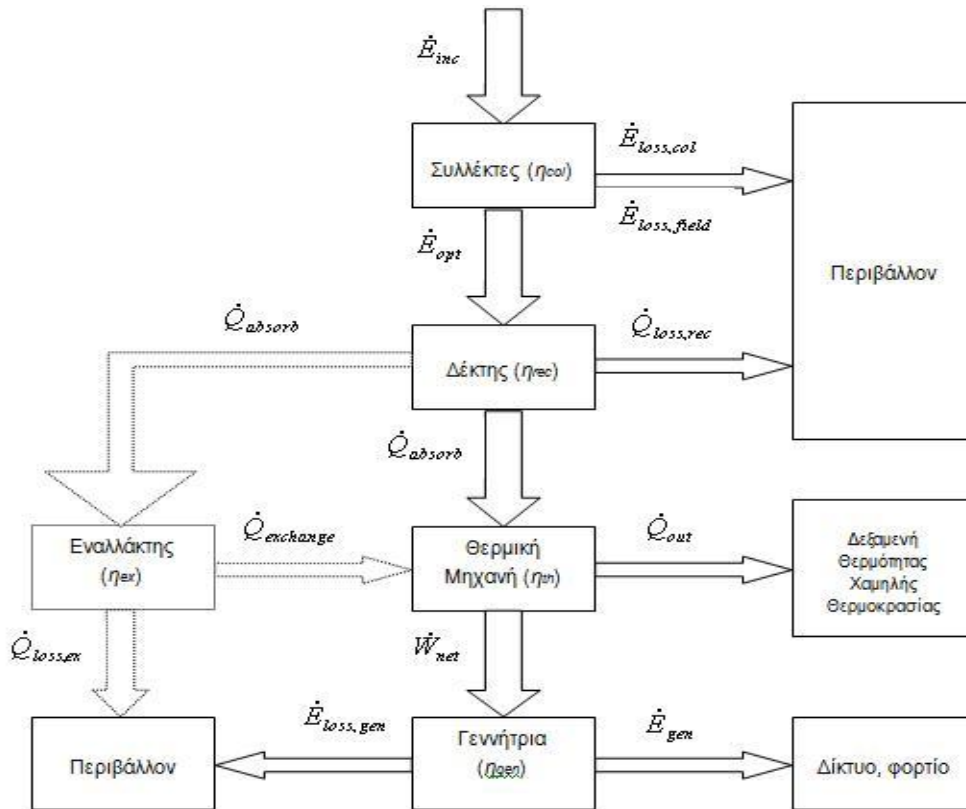 Ė_inc
Συλλέκτες (η_col)
Ė_loss,col
Ė_loss,field
Περιβάλλον
Ė_opt
Q̇_absorb
Δέκτης (η_rec)
Q̇_loss,rec
Q̇_absorb
Εναλλάκτης
(η_ex)
Q̇_exchange
Θερμική
Μηχανή (η_th)
Q̇_out
Δεξαμενή
Θερμότητας
Χαμηλής
Θερμοκρασίας
Q̇_loss,ex
Ẇ_net
Περιβάλλον
Ė_loss,gen
Γεννήτρια
(η_gen)
Ė_gen
Δίκτυο, φορτίο